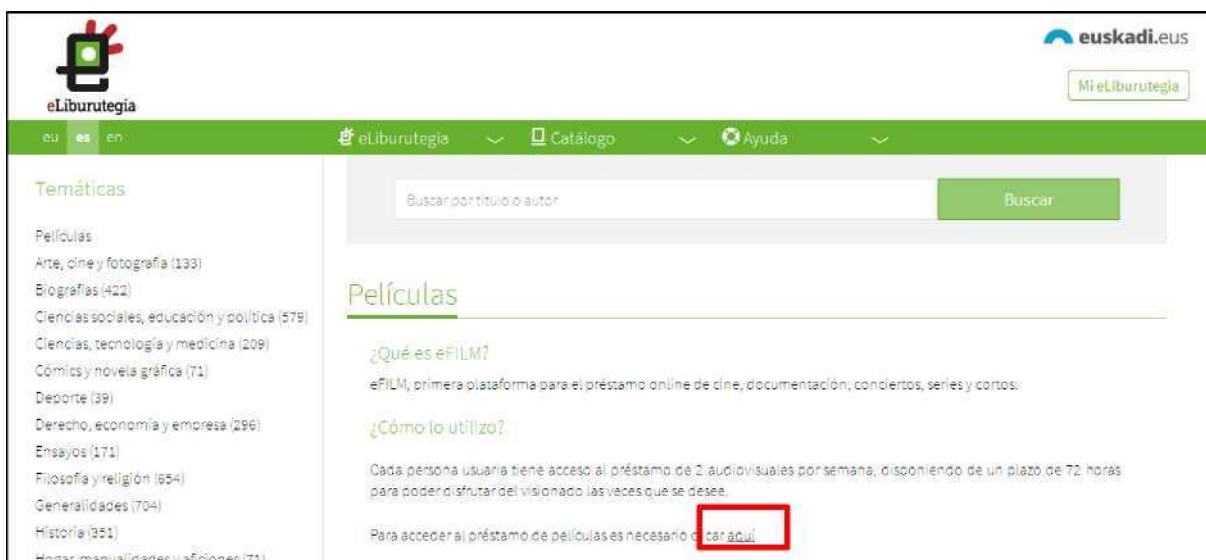 euskadi.eus
Mi eLiburutegia
eLiburutegia
eu es en
eLiburutegia
Catálogo
Ayuda
Temáticas
Películas
Arte, cine y fotografía (133)
Biografías (422)
Ciencias sociales, educación y política (579)
Ciencias, tecnología y medicina (209)
Cómics y novela gráfica (71)
Deporte (39)
Derecho, economía y empresa (296)
Ensayos (171)
Filosofía y religión (654)
Generalidades (704)
Historia (351)
Hogar, manualidades y aficiones (71)
Buscar por título o autor
Buscar
Películas
¿Qué es eFILM?
eFILM, primera plataforma para el préstamo online de cine, documentación, conciertos, series y cortos.
¿Cómo lo utilizo?
Cada persona usuaria tiene acceso al préstamo de 2 audiovisuales por semana, disponiendo de un plazo de 72 horas
para poder disfrutar del visionado las veces que se desee.
Para acceder al préstamo de películas es necesario car aquí